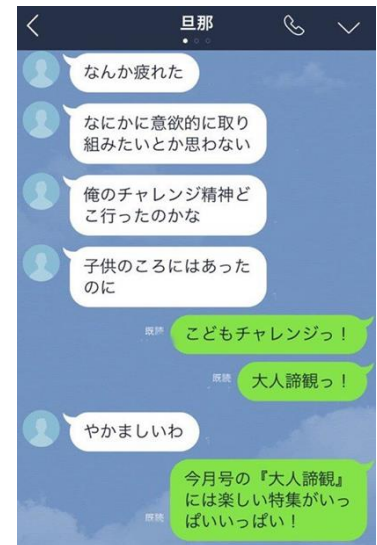 旦那
なんか疲れた
なにかに意欲的に取り
組みたいとか思わない
俺のチャレンジ精神ど
こ行ったのかな
子供のころにはあった
のに
既読
こどもチャレンジっ！
既読
大人諦観っ！
やかましいわ
今月号の『大人諦観』
には楽しい特集がいっ
既読
ぱいいっぱい！